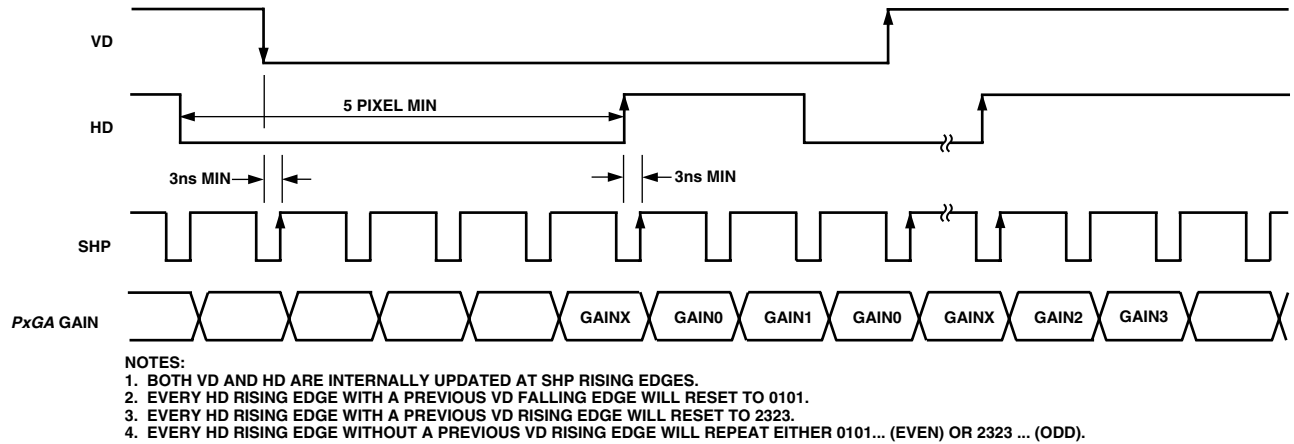 VD
HD
5 PIXEL MIN
3ns MIN
3ns MIN
SHP
PxGA GAIN
GAINX GAIN0 GAIN1 GAIN0 GAINX GAIN2 GAIN3
NOTES:
1. BOTH VD AND HD ARE INTERNALLY UPDATED AT SHP RISING EDGES.
2. EVERY HD RISING EDGE WITH A PREVIOUS VD FALLING EDGE WILL RESET TO 0101.
3. EVERY HD RISING EDGE WITH A PREVIOUS VD RISING EDGE WILL RESET TO 2323.
4. EVERY HD RISING EDGE WITHOUT A PREVIOUS VD RISING EDGE WILL REPEAT EITHER 0101... (EVEN) OR 2323 ... (ODD).